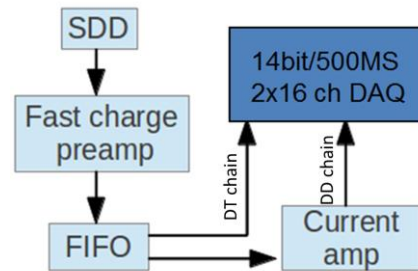 SDD
14bit/500MS
2x16 ch DAQ
Fast charge
preamp
DT chain
DD chain
FIFO
Current
amp